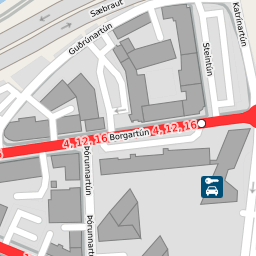 Sæbraut
Guðrúnartún
Katrínartún
Steintún
4, 12, 16
Borgartún
4, 12, 16
Þórunnartún
Þórunnartún